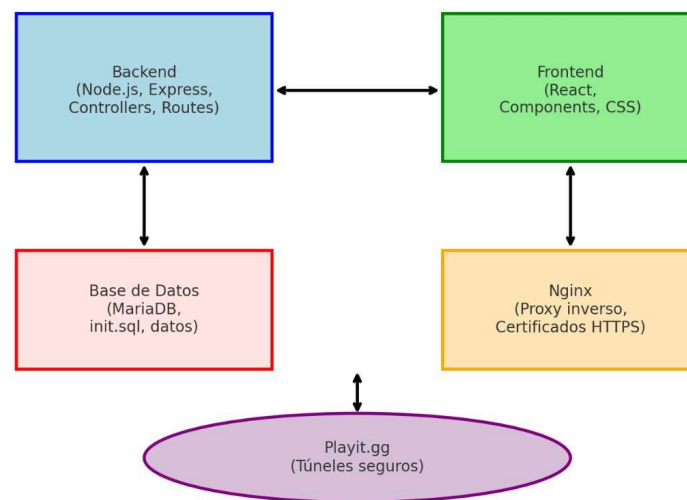 Backend
(Node.js, Express,
Controllers, Routes)
Frontend
(React,
Components, CSS)
Base de Datos
(MariaDB,
init.sql, datos)
Nginx
(Proxy inverso,
Certificados HTTPS)
Playit.gg
(Túneles seguros)